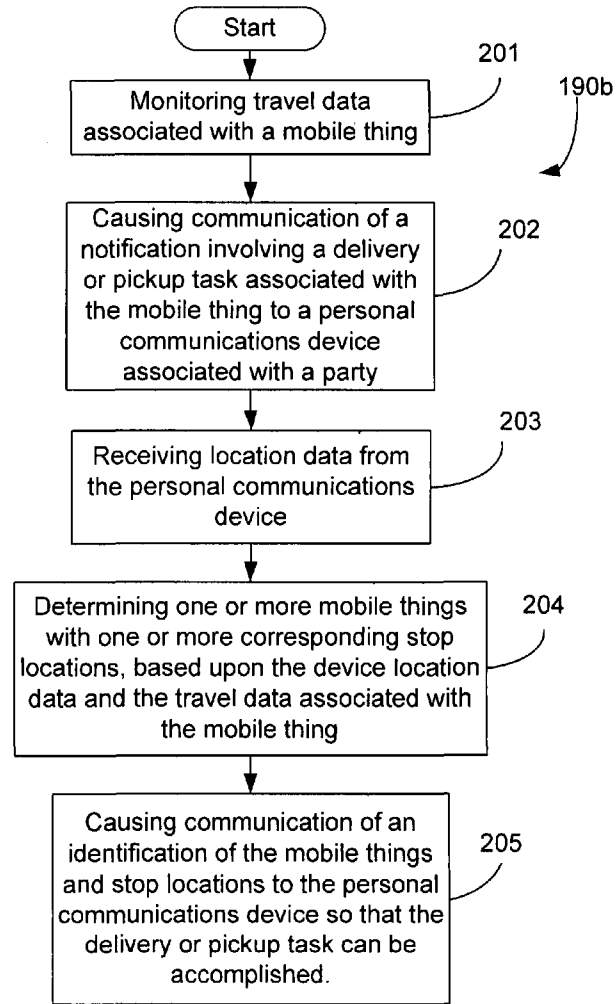 Start
201
190b
Monitoring travel data
associated with a mobile thing
Causing communication of a
notification involving a delivery
or pickup task associated with
the mobile thing to a personal
communications device
associated with a party
202
203
Receiving location data from
the personal communications
device
Determining one or more mobile things
with one or more corresponding stop
locations, based upon the device location
data and the travel data associated with
the mobile thing
204
Causing communication of an
identification of the mobile things
and stop locations to the personal
communications device so that the
delivery or pickup task can be
accomplished.
205